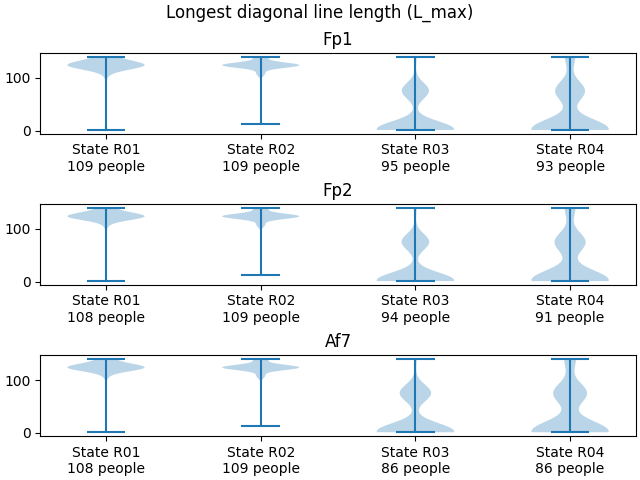 Longest diagonal line length (L_max)
Fp1
100
0
State R01 State R02 State R03 State R04
109 people 109 people 95 people 93 people
Fp2
100
0
State R01 State R02 State R03 State R04
108 people 109 people 94 people 91 people
Af7
100
0
State R01 State R02 State R03 State R04
108 people 109 people 86 people 86 people